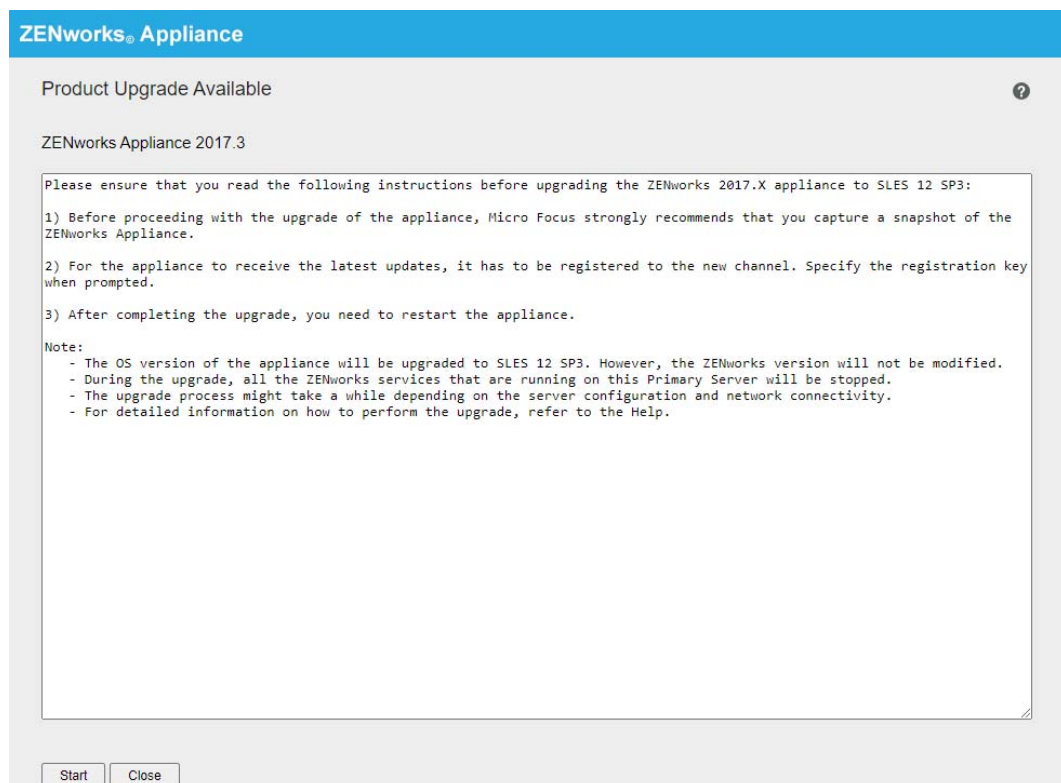 ZENworks® Appliance
Product Upgrade Available
ZENworks Appliance 2017.3
Please ensure that you read the following instructions before upgrading the ZENworks 2017.X appliance to SLES 12 SP3:
1) Before proceeding with the upgrade of the appliance, Micro Focus strongly recommends that you capture a snapshot of the
ZENworks Appliance.
2) For the appliance to receive the latest updates, it has to be registered to the new channel. Specify the registration key
when prompted.
3) After completing the upgrade, you need to restart the appliance.
Note:
- The OS version of the appliance will be upgraded to SLES 12 SP3. However, the ZENworks version will not be modified.
- During the upgrade, all the ZENworks services that are running on this Primary Server will be stopped.
- The upgrade process might take a while depending on the server configuration and network connectivity.
- For detailed information on how to perform the upgrade, refer to the Help.
Start Close